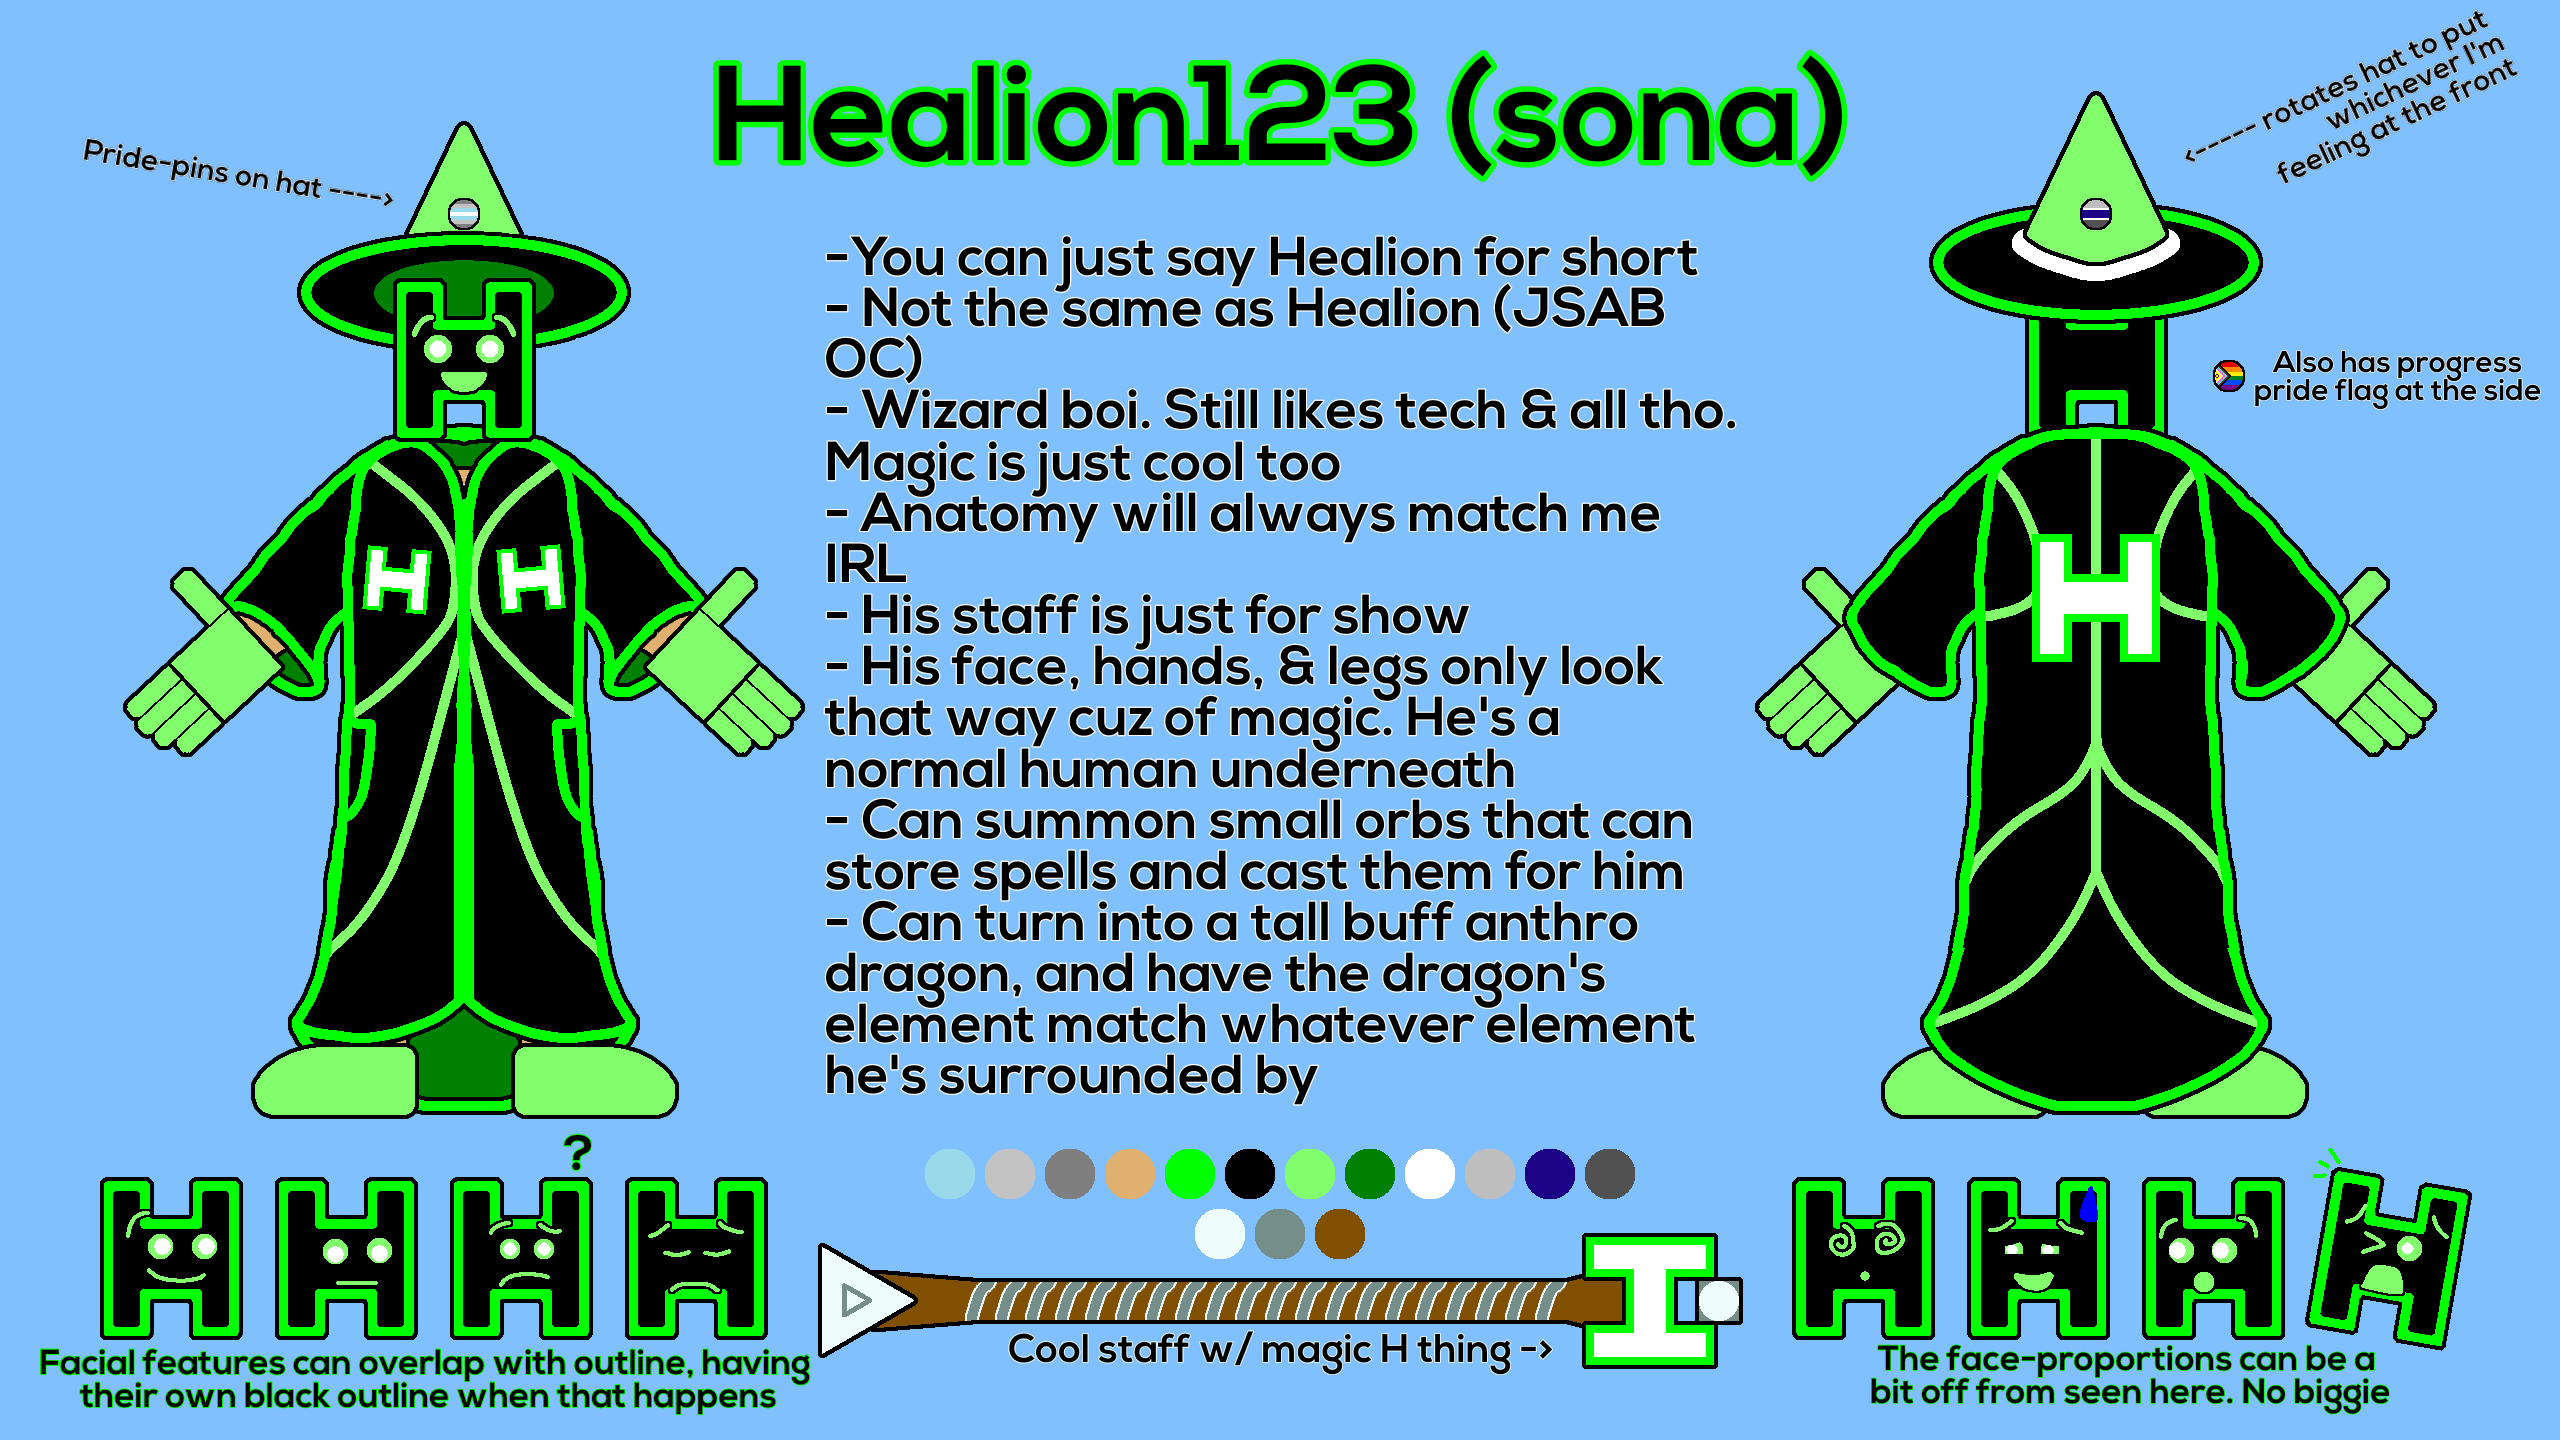 Healion123 (sona)
Pride-pins on hat ---->
<----- rotates hat to put
whichever I'm
feeling at the front
Also has progress
pride flag at the side
-You can just say Healion for short
- Not the same as Healion (JSAB
OC)
- Wizard boi. Still likes tech & all tho.
Magic is just cool too
- Anatomy will always match me
IRL
- His staff is just for show
- His face, hands, & legs only look
that way cuz of magic. He's a
normal human underneath
- Can summon small orbs that can
store spells and cast them for him
- Can turn into a tall buff anthro
dragon, and have the dragon's
element match whatever element
he's surrounded by
H H
H
?
Facial features can overlap with outline, having
their own black outline when that happens
Cool staff w/ magic H thing ->
The face-proportions can be a
bit off from seen here. No biggie